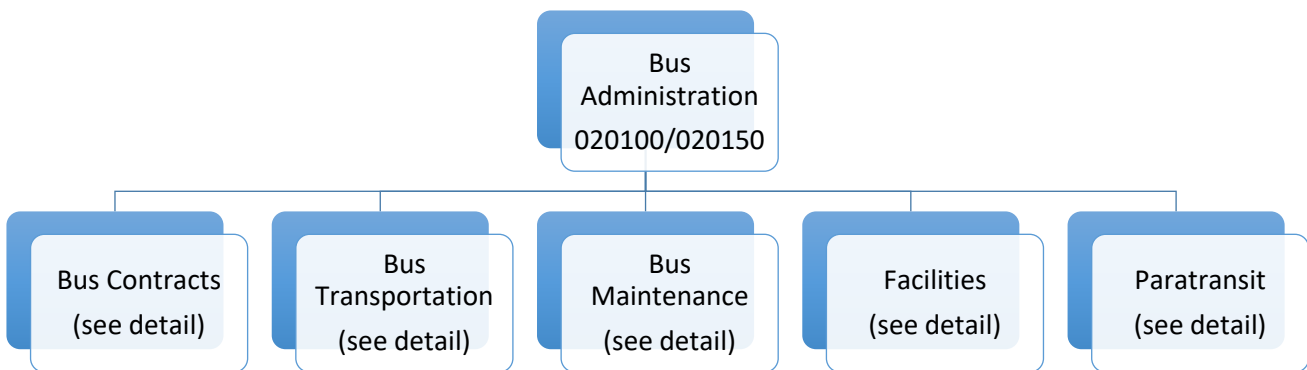 Bus
Administration
020100/020150
Bus Contracts
(see detail)
Bus
Transportation
(see detail)
Bus
Maintenance
(see detail)
Facilities
(see detail)
Paratransit
(see detail)